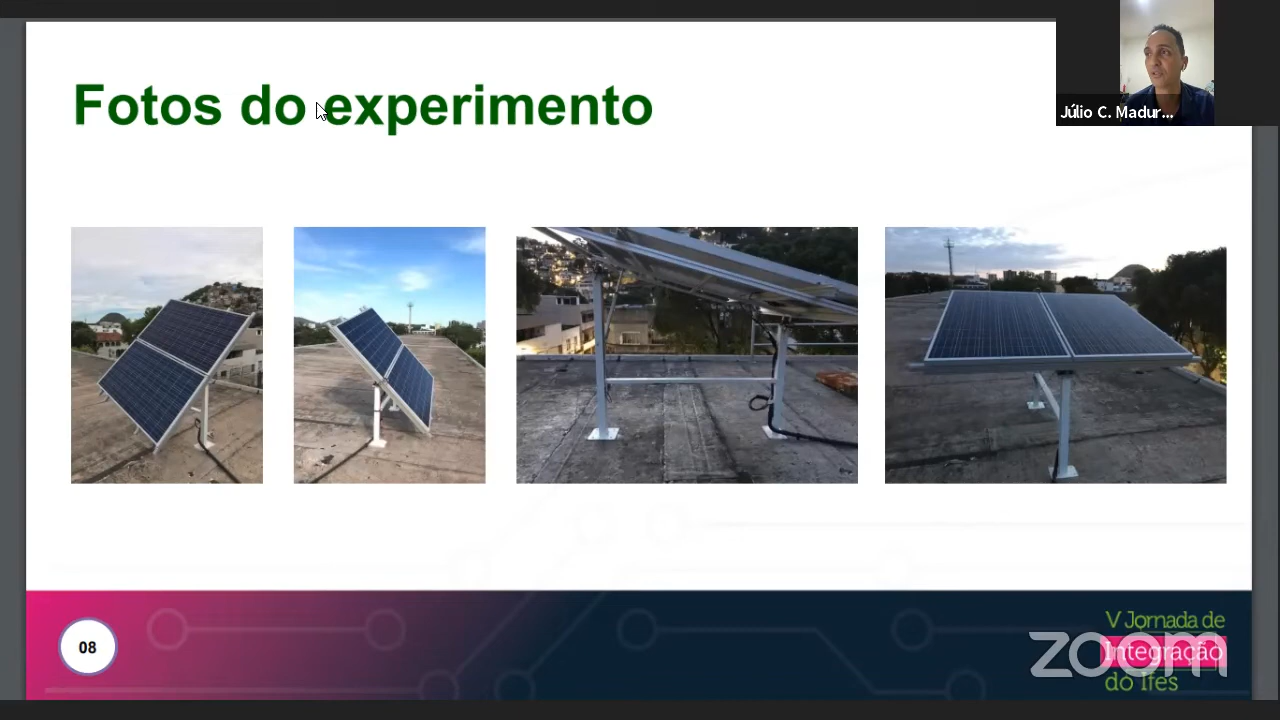 Fotos do experimento
Júlio C. Madur...
08
V Jornada de
Integração
do Ifes
zoom